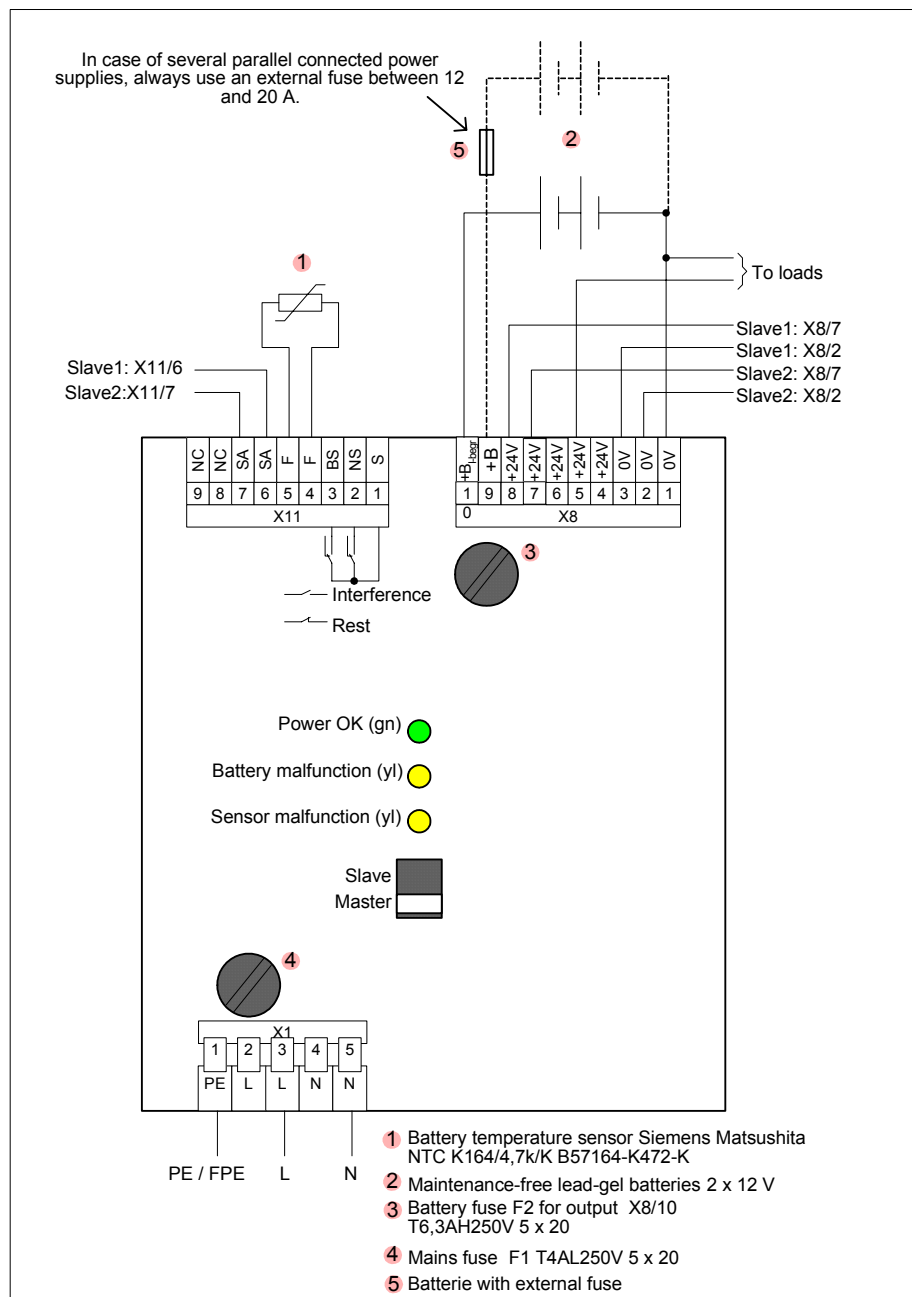 In case of several parallel connected power
supplies, always use an external fuse between 12
and 20 A.
5
2
1
To loads
Slave1: X8/7
Slave1: X8/2
Slave2: X8/7
Slave2: X8/2
Slave1: X11/6
Slave2:X11/7
NC NC SA SA F F BS NS S
9 8 7 6 5 4 3 2 1
X11
+B I-begr +B +24V +24V +24V +24V +24V 0V 0V 0V
10 9 8 7 6 5 4 3 2 1
X8
3
Interference
Rest
Power OK (gn)
Battery malfunction (yl)
Sensor malfunction (yl)
Slave
Master
4
X1
1 2 3 4 5
PE L L N N
PE / FPE L N
1 Battery temperature sensor Siemens Matsushita
NTC K164/4,7k/K B57164-K472-K
2 Maintenance-free lead-gel batteries 2 x 12 V
3 Battery fuse F2 for output X8/10
T6,3AH250V 5 x 20
4 Mains fuse F1 T4AL250V 5 x 20
5 Batterie with external fuse